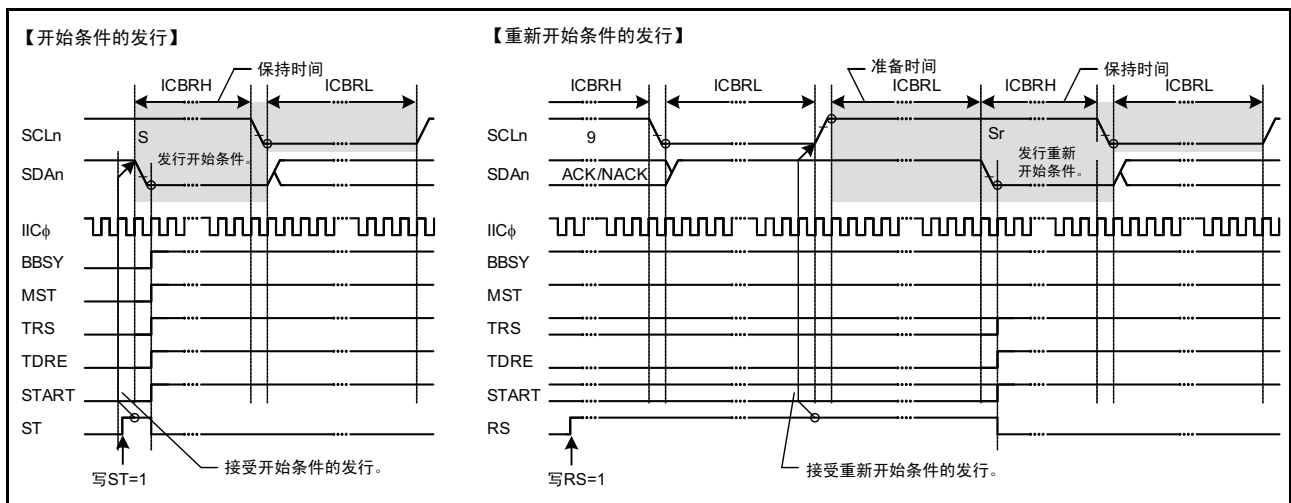 【开始条件的发行】
保持时间
ICBRH
ICBRL
SCLn
S
发行开始条件。
SDAn
IICφ
BBSY
MST
TRS
TDRE
START
ST
接受开始条件的发行。
写ST=1
【重新开始条件的发行】
准备时间
保持时间
ICBRH
ICBRL
ICBRL
ICBRH
ICBRL
SCLn
9
Sr
发行重新
开始条件。
SDAn
ACK/NACK
IICφ
BBSY
MST
TRS
TDRE
START
RS
接受重新开始条件的发行。
写RS=1